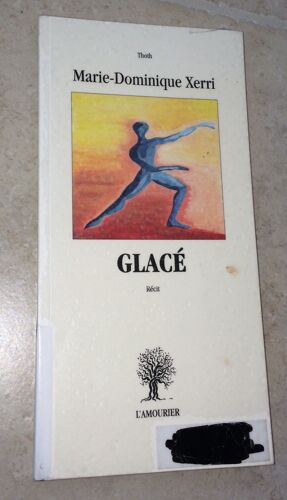 Thoth
Marie-Dominique Xerri
GLACÉ
Récit
L'AMOURIER